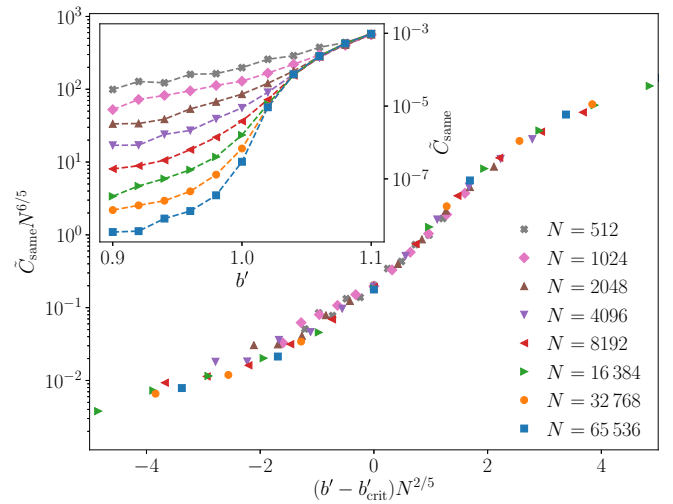 10³
10²
10¹
10⁰
10⁻¹
10⁻²
C̃same N^{6/5}
−4
−2
0
2
4
(b′ − b′crit)N^{2/5}
0.9
1.0
1.1
b′
10⁻³
10⁻⁵
10⁻⁷
C̃same
N = 512
N = 1024
N = 2048
N = 4096
N = 8192
N = 16 384
N = 32 768
N = 65 536